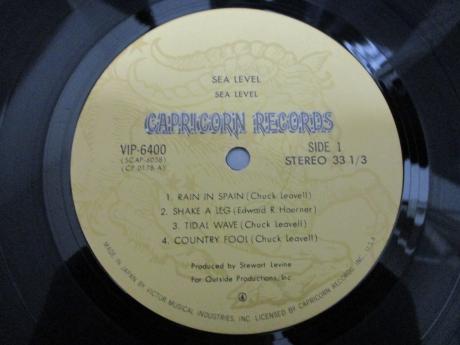 SEA LEVEL
SEA LEVEL
CAPRICORN RECORDS
VIP-6400
(SCAP-6058)
(CP 0178 A)
SIDE 1
STEREO 33 1/3
1. RAIN IN SPAIN (Chuck Leavell)
2. SHAKE A LEG (Edward R. Hoerner)
3. TIDAL WAVE (Chuck Leavell)
4. COUNTRY FOOL (Chuck Leavell)
Produced by Stewart Levine
For Outside Productions, Inc
MADE IN JAPAN BY VICTOR MUSICAL INDUSTRIES, INC. LICENSED BY CAPRICORN RECORDS INC. U.S.A